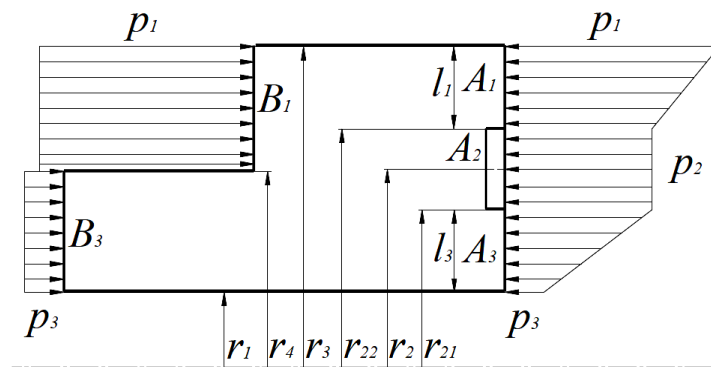 p₁ p₁
l₁ A₁
B₁
A₂
p₂
B₃ l₃ A₃
p₃ p₃
r₁ r₄ r₃ r₂₂ r₂ r₂₁